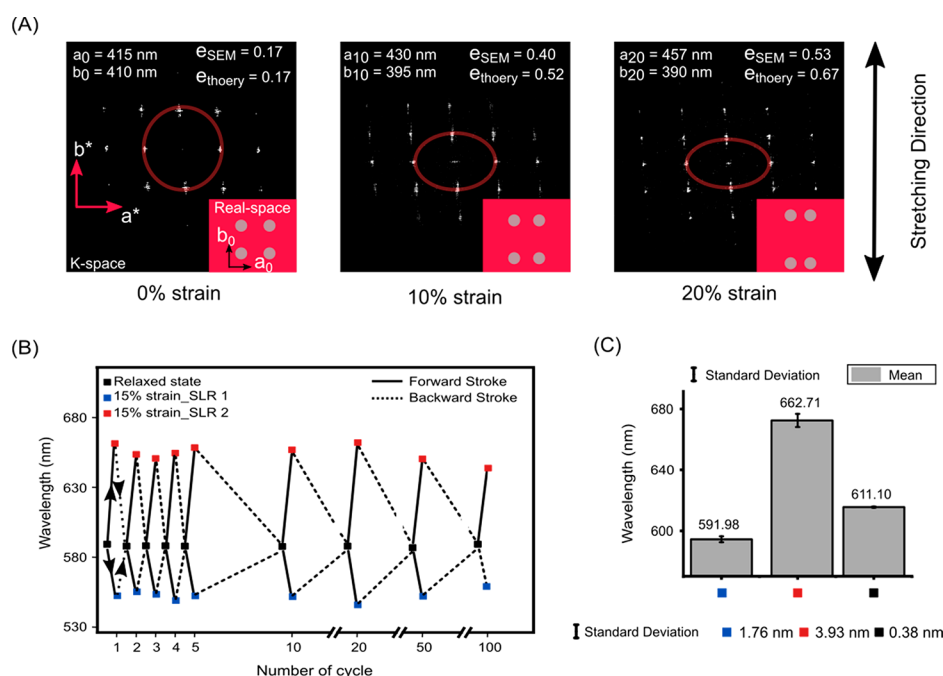 (A)
a0 = 415 nm
b0 = 410 nm
eSEM = 0.17
ethoery = 0.17
b*
a*
Real-space
b0
a0
K-space
0% strain
a10 = 430 nm
b10 = 395 nm
eSEM = 0.40
ethoery = 0.52
10% strain
a20 = 457 nm
b20 = 390 nm
eSEM = 0.53
ethoery = 0.67
20% strain
Stretching Direction
(B)
Relaxed state
15% strain_SLR 1
15% strain_SLR 2
Forward Stroke
Backward Stroke
Wavelength (nm)
680
630
580
530
1 2 3 4 5 10 20 50 100
Number of cycle
(C)
Standard Deviation
Mean
Wavelength (nm)
680
640
600
591.98
662.71
611.10
Standard Deviation 1.76 nm 3.93 nm 0.38 nm